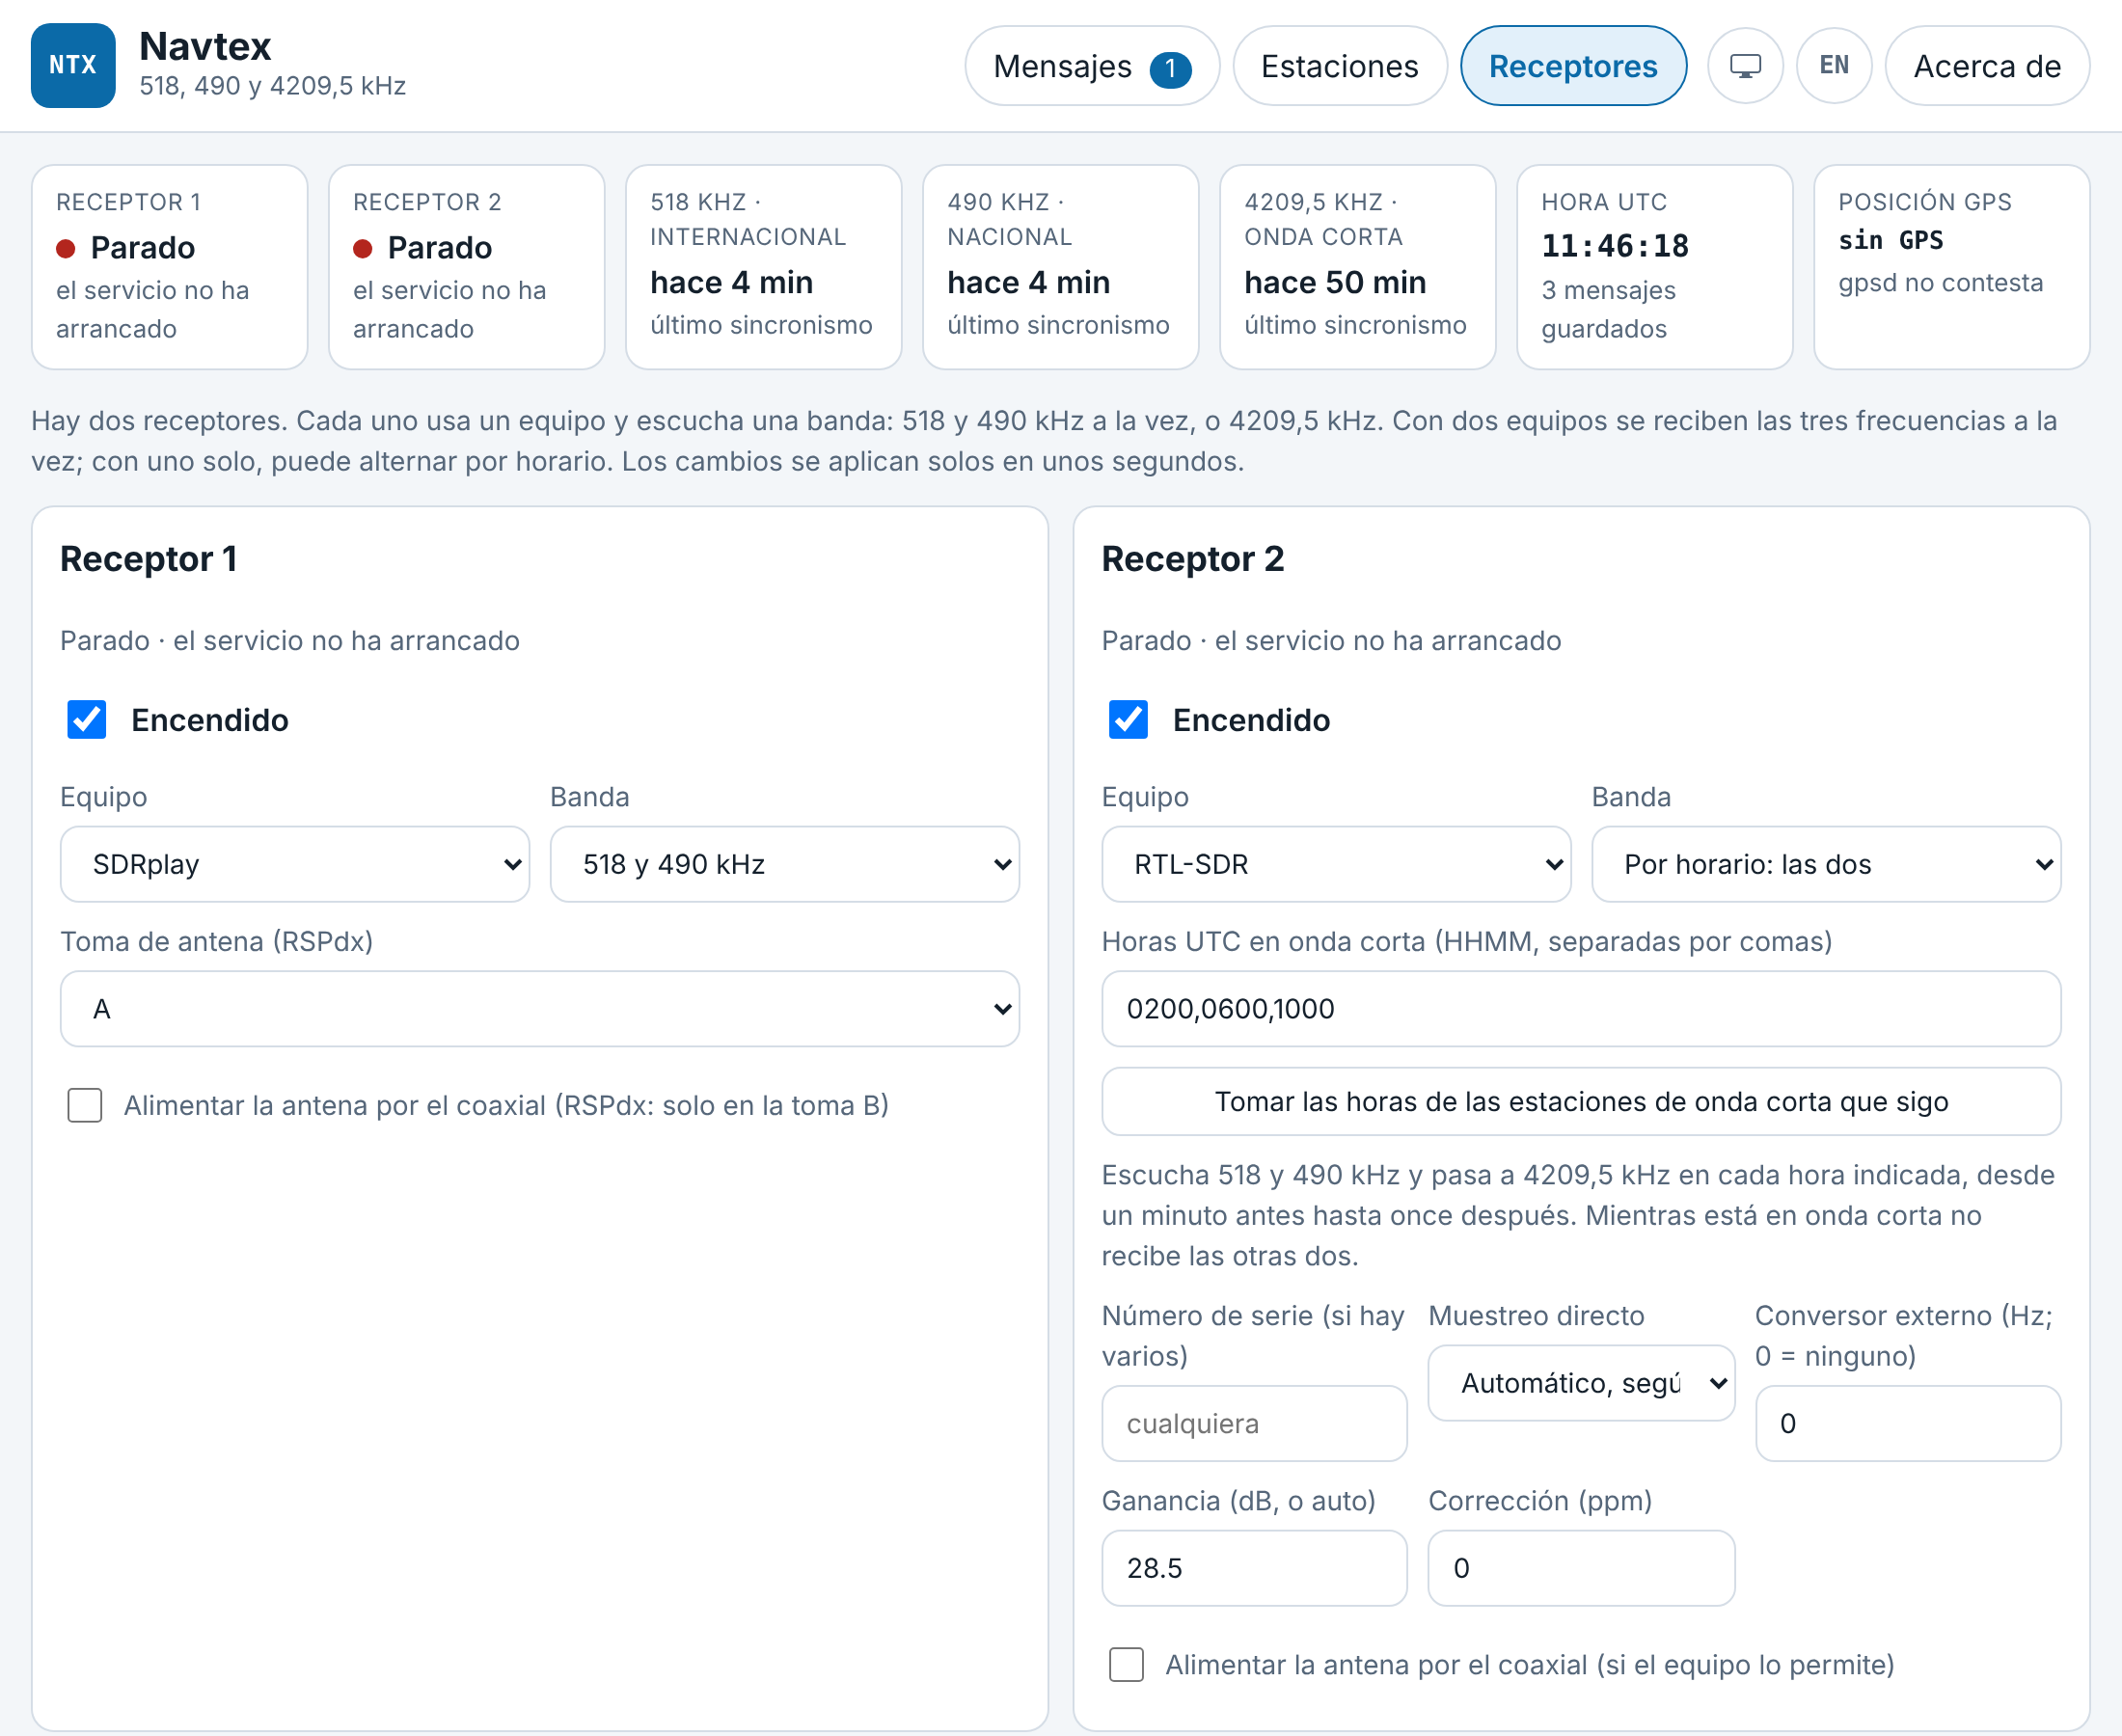 NTX
Navtex
518, 490 y 4209,5 kHz
Mensajes 1
Estaciones
Receptores
EN
Acerca de
RECEPTOR 1
Parado
el servicio no ha
arrancado
RECEPTOR 2
Parado
el servicio no ha
arrancado
518 KHZ ·
INTERNACIONAL
hace 4 min
último sincronismo
490 KHZ ·
NACIONAL
hace 4 min
último sincronismo
4209,5 KHZ ·
ONDA CORTA
hace 50 min
último sincronismo
HORA UTC
11:46:18
3 mensajes
guardados
POSICIÓN GPS
sin GPS
gpsd no contesta
Hay dos receptores. Cada uno usa un equipo y escucha una banda: 518 y 490 kHz a la vez, o 4209,5 kHz. Con dos equipos se reciben las tres frecuencias a la
vez; con uno solo, puede alternar por horario. Los cambios se aplican solos en unos segundos.
Receptor 1
Parado · el servicio no ha arrancado
Encendido
Equipo
SDRplay
Banda
518 y 490 kHz
Toma de antena (RSPdx)
A
Alimentar la antena por el coaxial (RSPdx: solo en la toma B)
Receptor 2
Parado · el servicio no ha arrancado
Encendido
Equipo
RTL-SDR
Banda
Por horario: las dos
Horas UTC en onda corta (HHMM, separadas por comas)
0200,0600,1000
Tomar las horas de las estaciones de onda corta que sigo
Escucha 518 y 490 kHz y pasa a 4209,5 kHz en cada hora indicada, desde
un minuto antes hasta once después. Mientras está en onda corta no
recibe las otras dos.
Número de serie (si hay
varios)
cualquiera
Muestreo directo
Automático, segú
Conversor externo (Hz;
0 = ninguno)
0
Ganancia (dB, o auto)
28.5
Corrección (ppm)
0
Alimentar la antena por el coaxial (si el equipo lo permite)